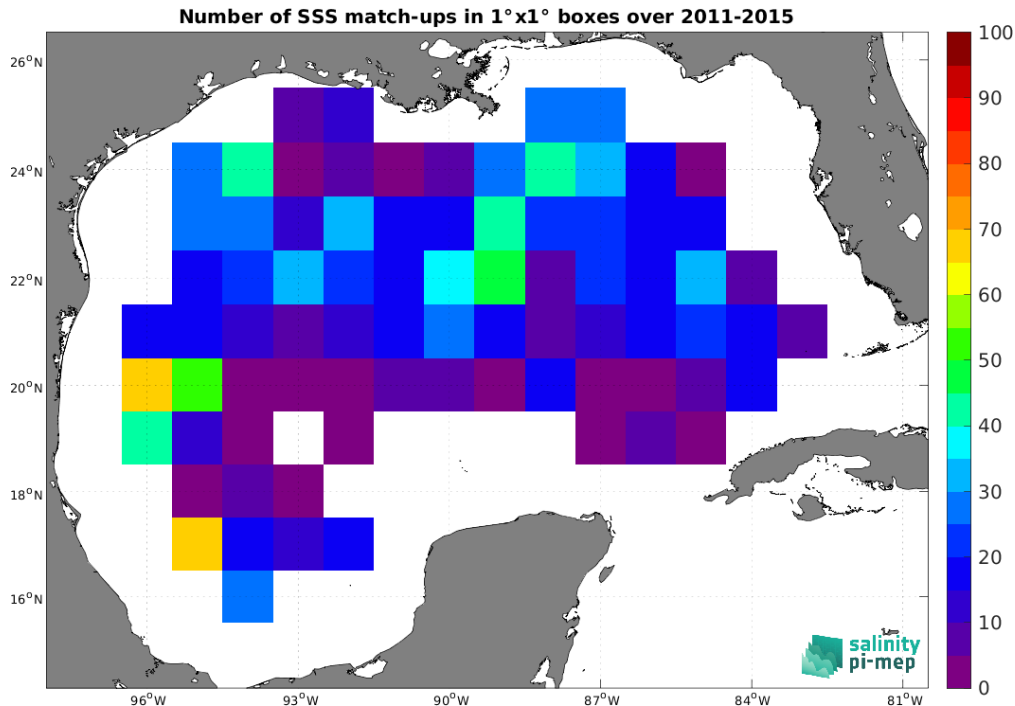 Number of SSS match-ups in 1°x1° boxes over 2011-2015
26°N
24°N
22°N
20°N
18°N
16°N
96°W
93°W
90°W
87°W
84°W
81°W
100
90
80
70
60
50
40
30
20
10
0
salinity
pi-mep